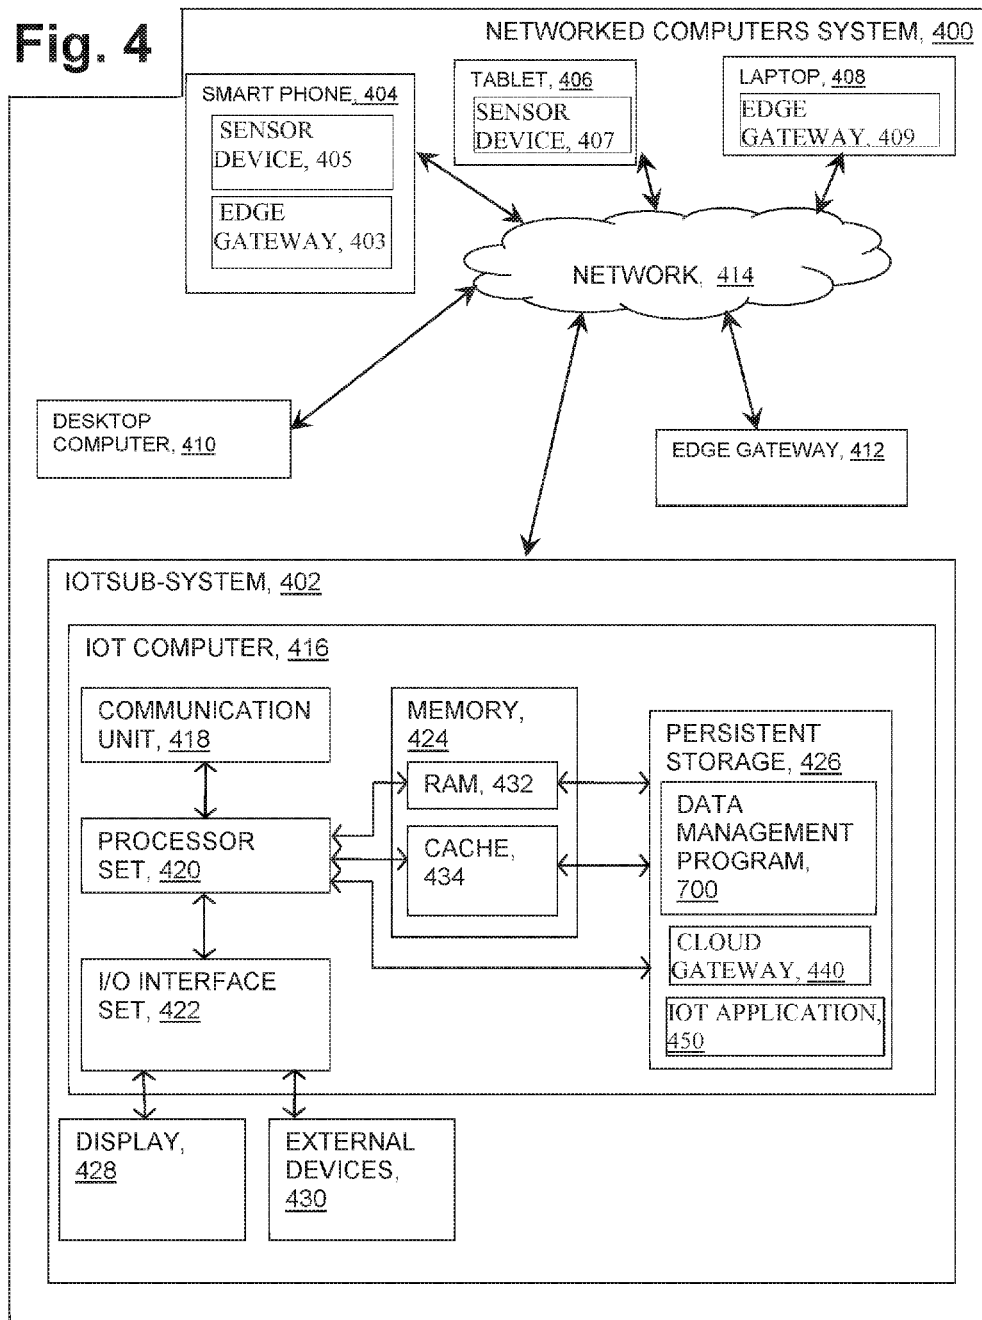 Fig. 4
NETWORKED COMPUTERS SYSTEM, 400
SMART PHONE, 404
SENSOR
DEVICE, 405
EDGE
GATEWAY, 403
TABLET, 406
SENSOR
DEVICE, 407
LAPTOP, 408
EDGE
GATEWAY, 409
NETWORK, 414
DESKTOP
COMPUTER, 410
EDGE GATEWAY, 412
IOTSUB-SYSTEM, 402
IOT COMPUTER, 416
COMMUNICATION
UNIT, 418
PROCESSOR
SET, 420
I/O INTERFACE
SET, 422
MEMORY,
424
RAM, 432
CACHE,
434
PERSISTENT
STORAGE, 426
DATA
MANAGEMENT
PROGRAM,
700
CLOUD
GATEWAY, 440
IOT APPLICATION,
450
DISPLAY,
428
EXTERNAL
DEVICES,
430